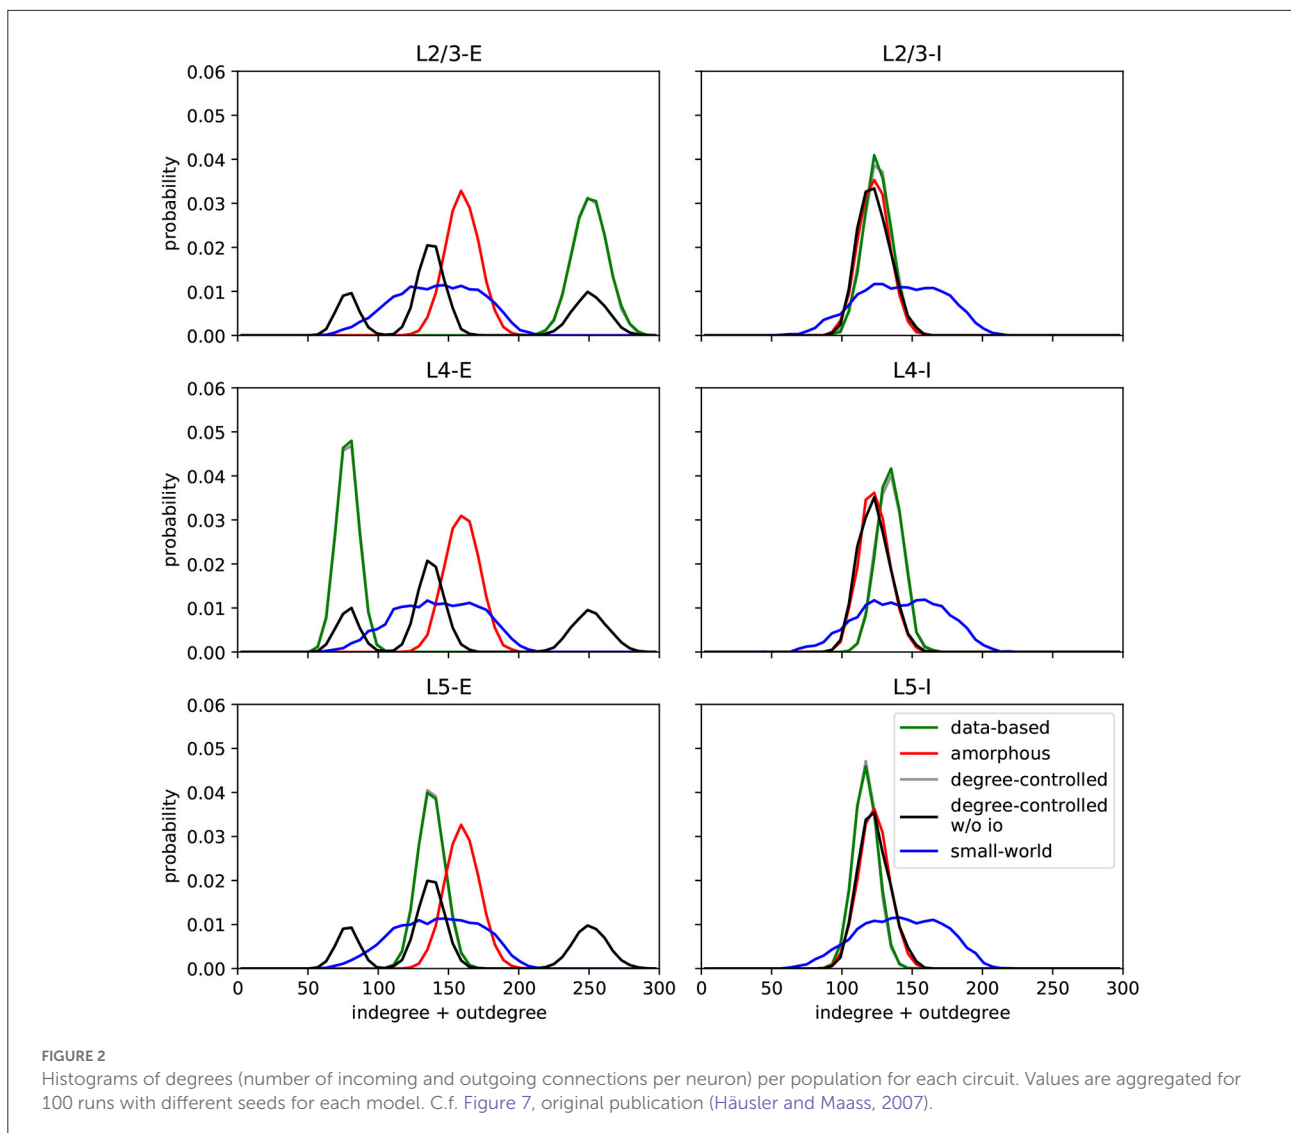 L2/3-E
L2/3-I
0.06
0.05
0.04
0.03
0.02
0.01
0.00
probability
L4-E
L4-I
0.06
0.05
0.04
0.03
0.02
0.01
0.00
probability
L5-E
L5-I
0.06
0.05
0.04
0.03
0.02
0.01
0.00
probability
data-based
amorphous
degree-controlled
degree-controlled
w/o io
small-world
0 50 100 150 200 250 300
0 50 100 150 200 250 300
indegree + outdegree
indegree + outdegree
FIGURE 2
Histograms of degrees (number of incoming and outgoing connections per neuron) per population for each circuit. Values are aggregated for
100 runs with different seeds for each model. C.f. Figure 7, original publication (Häusler and Maass, 2007).